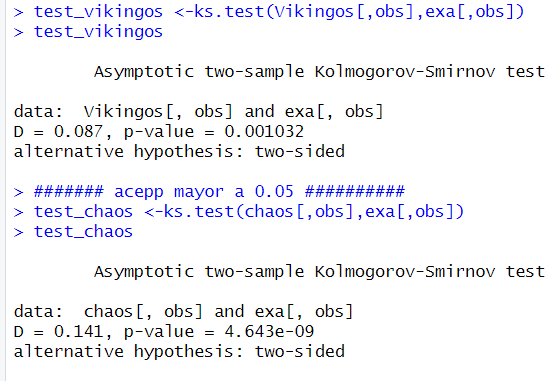 > test_vikingos <-ks.test(Vikingos[,obs],exa[,obs])
> test_vikingos
Asymptotic two-sample Kolmogorov-Smirnov test
data:  Vikingos[, obs] and exa[, obs]
D = 0.087, p-value = 0.001032
alternative hypothesis: two-sided
> ####### acepp mayor a 0.05 ##########
> test_chaos <-ks.test(chaos[,obs],exa[,obs])
> test_chaos
Asymptotic two-sample Kolmogorov-Smirnov test
data:  chaos[, obs] and exa[, obs]
D = 0.141, p-value = 4.643e-09
alternative hypothesis: two-sided